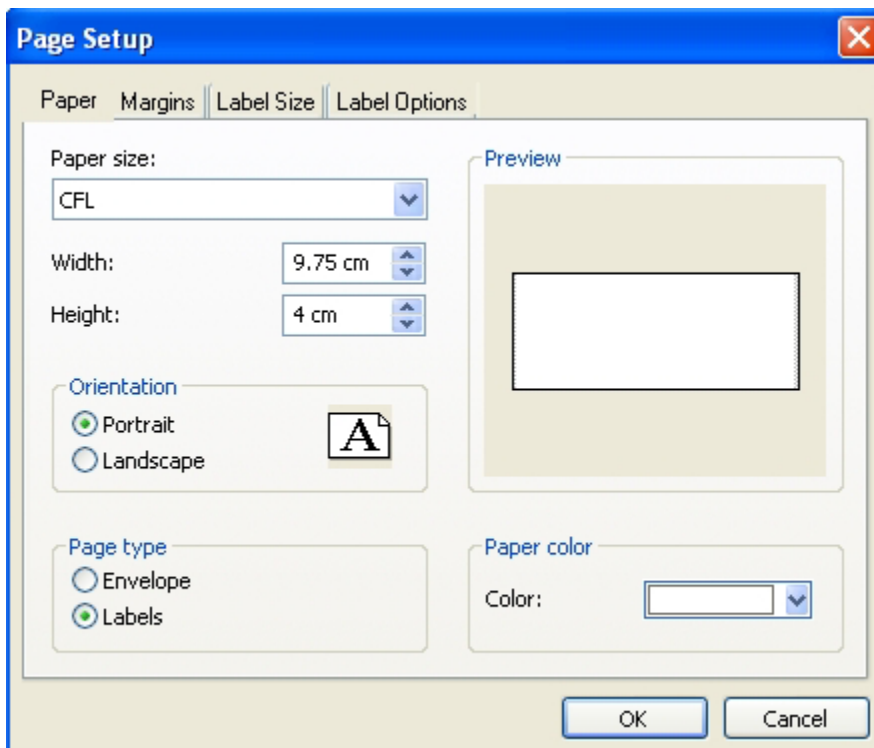 Page Setup
Paper Margins Label Size Label Options
Paper size:
CFL
Width: 9.75 cm
Height: 4 cm
Orientation
Portrait
Landscape
A
Preview
Page type
Envelope
Labels
Paper color
Color:
OK Cancel